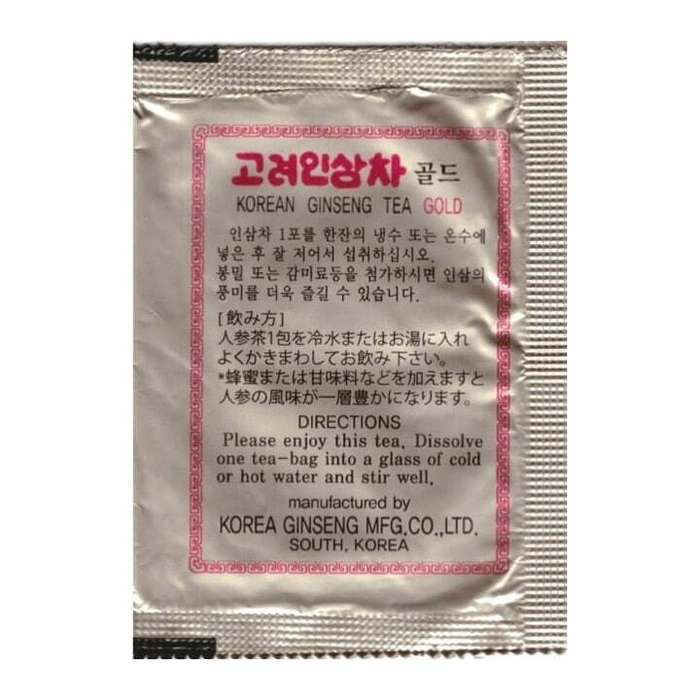 고려인삼차 골드
KOREAN GINSENG TEA GOLD
인삼차 1포를 한잔의 냉수 또는 온수에
넣은 후 잘 저어서 섭취하십시오.
봉밀 또는 감미료등을 첨가하시면 인삼의
풍미를 더욱 즐길 수 있습니다.
[飲み方]
人参茶1包を冷水またはお湯に入れ
よくかきまわしてお飲み下さい。
*蜂蜜または甘味料などを加えますと
人参の風味が一層豊かになります。
DIRECTIONS
Please enjoy this tea. Dissolve
one tea-bag into a glass of cold
or hot water and stir well.
manufactured by
KOREA GINSENG MFG.CO.,LTD.
SOUTH, KOREA